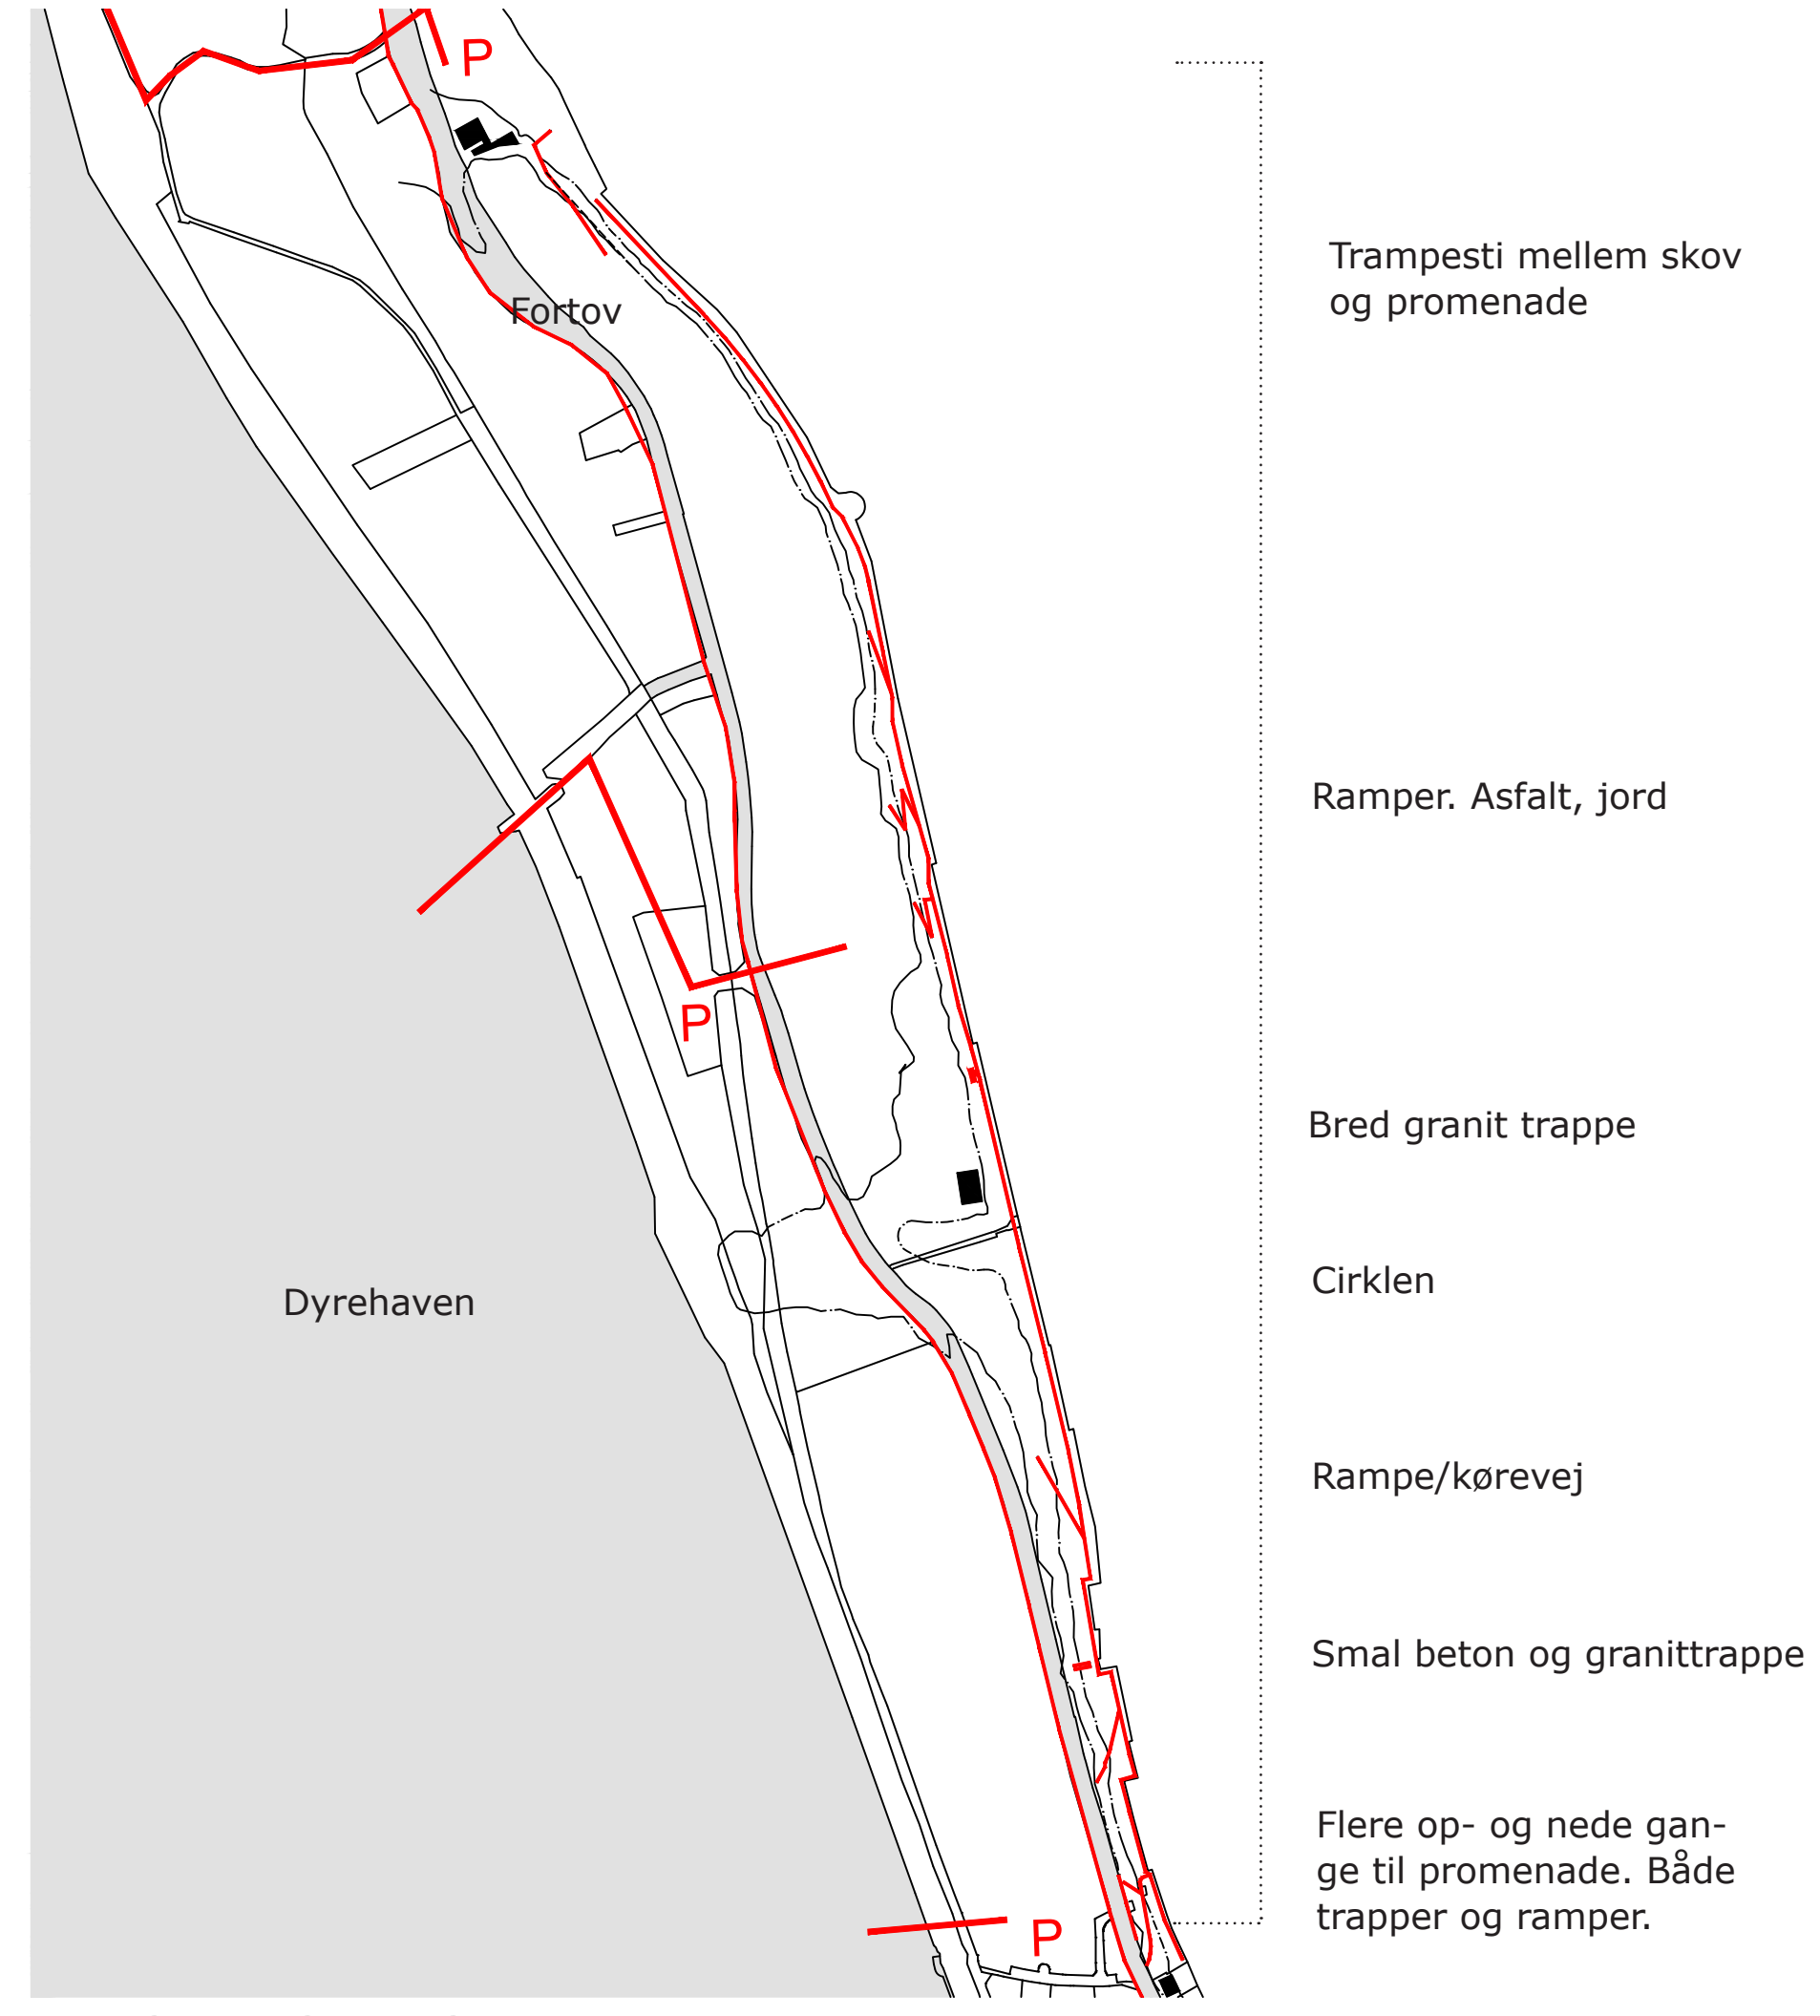 P
Trampesti mellem skov
og promenade
Fortov
Ramper. Asfalt, jord
P
Bred granit trappe
Cirklen
Dyrehaven
Rampe/kørevej
Smal beton og granittrappe
Flere op- og nede gan-
ge til promenade. Både
trapper og ramper.
P